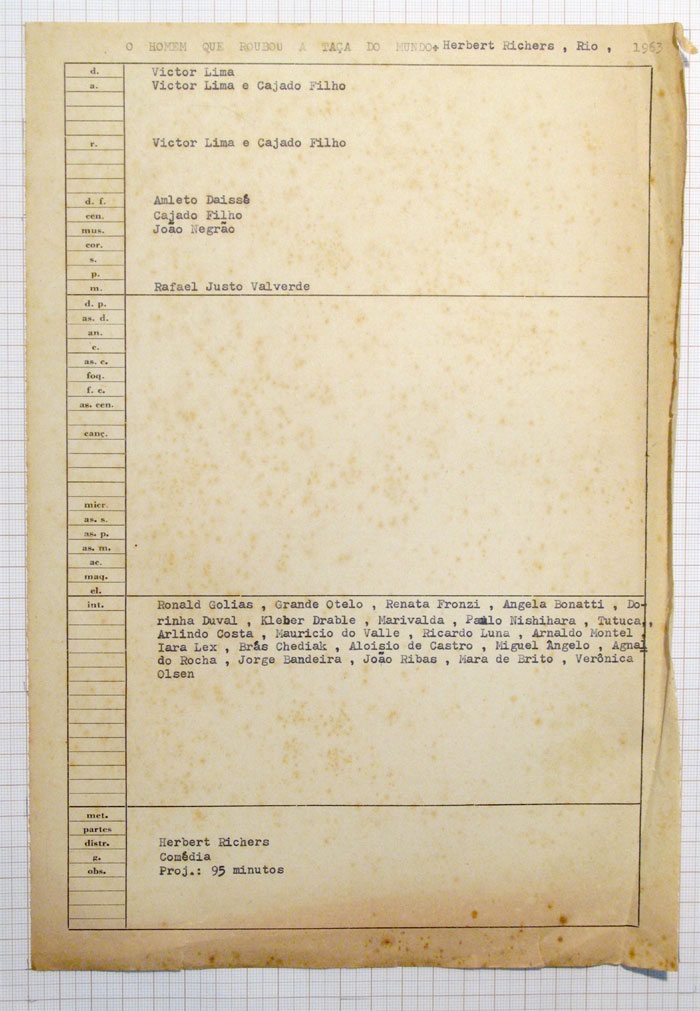 O HOMEM QUE ROUBOU A TAÇA DO MUNDO + Herbert Richers , Rio , 1963
d. Victor Lima
a. Victor Lima e Cajado Filho
r. Victor Lima e Cajado Filho
d. f. Amleto Daissé
cen. Cajado Filho
mus. João Negrão
cor.
s.
p.
m. Rafael Justo Valverde
d. p.
as. d.
an.
c.
as. c.
foq.
f. c.
as. cen.
canç.
micr.
as. s.
as. p.
as. m.
ac.
maq.
el.
int. Ronald Golias , Grande Otelo , Renata Fronzi , Angela Bonatti , Do-
rinha Duval , Kleber Drable , Marivalda , Paulo Nishihara , Tutuca,,
Arlindo Costa , Mauricio do Valle , Ricardo Luna , Arnaldo Montel ,
Iara Lex , Brás Chediak , Aloisio de Castro , Miguel Ângelo , Agnal
do Rocha , Jorge Bandeira , João Ribas , Mara de Brito , Verônica
Olsen
met.
partes
distr. Herbert Richers
g. Comédia
obs. Proj.: 95 minutos